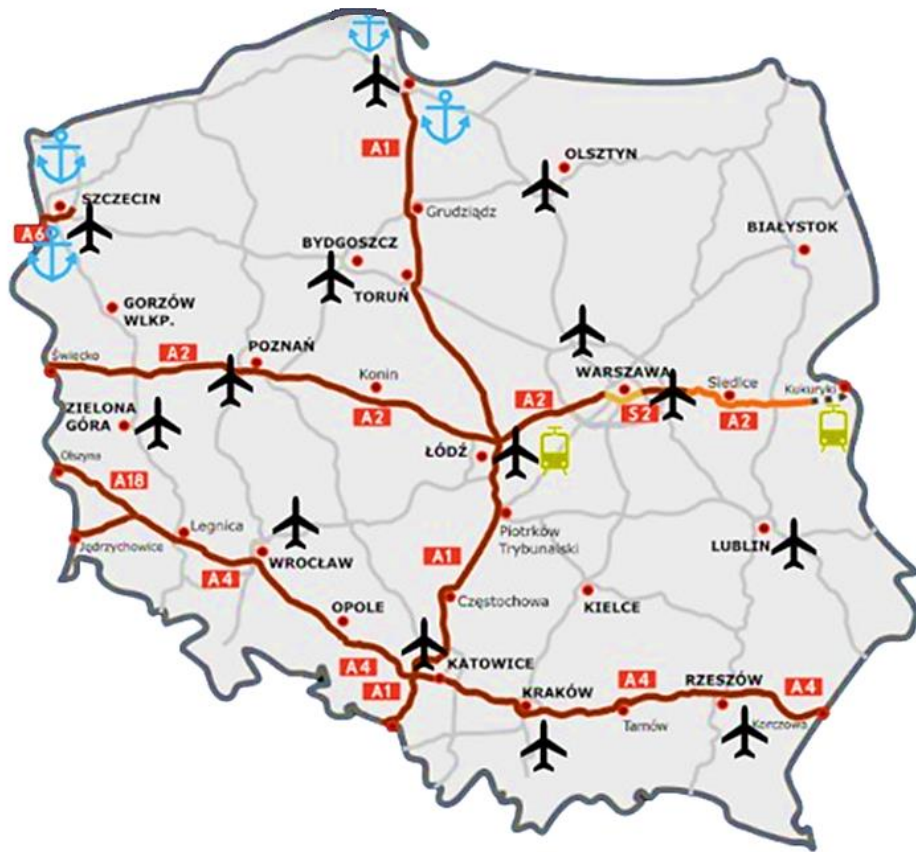 A1
OLSZTYN
SZCZECIN
Grudziądz
A6
BYDGOSZCZ
BIAŁYSTOK
TORUŃ
GORZÓW
WLKP.
POZNAŃ
Święcko
A2
Konin
WARSZAWA
Siedlce
Kukuryki
A2
A2
S2
A2
ZIELONA
GÓRA
ŁÓDŹ
Olszyna
A18
Legnica
Jędrzychowice
Piotrków
Trybunalski
LUBLIN
WROCŁAW
A1
A4
Częstochowa
KIELCE
OPOLE
A4
KATOWICE
A1
KRAKÓW
A4
RZESZÓW
A4
Tarnów
Korczowa